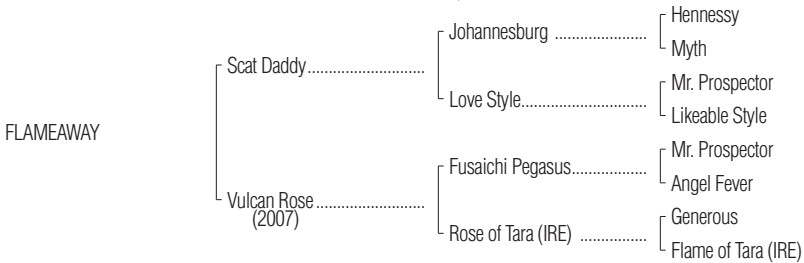 Hennessy
Johannesburg ......................
Myth
Scat Daddy............................
Mr. Prospector
Love Style..............................
Likeable Style
FLAMEAWAY
Mr. Prospector
Fusaichi Pegasus..................
Angel Fever
Vulcan Rose ..........................
(2007)
Generous
Rose of Tara (IRE) ................
Flame of Tara (IRE)